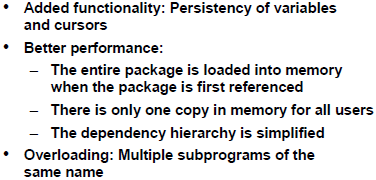 • Added functionality: Persistency of variables
and cursors
• Better performance:
– The entire package is loaded into memory
when the package is first referenced
– There is only one copy in memory for all users
– The dependency hierarchy is simplified
• Overloading: Multiple subprograms of the
same name